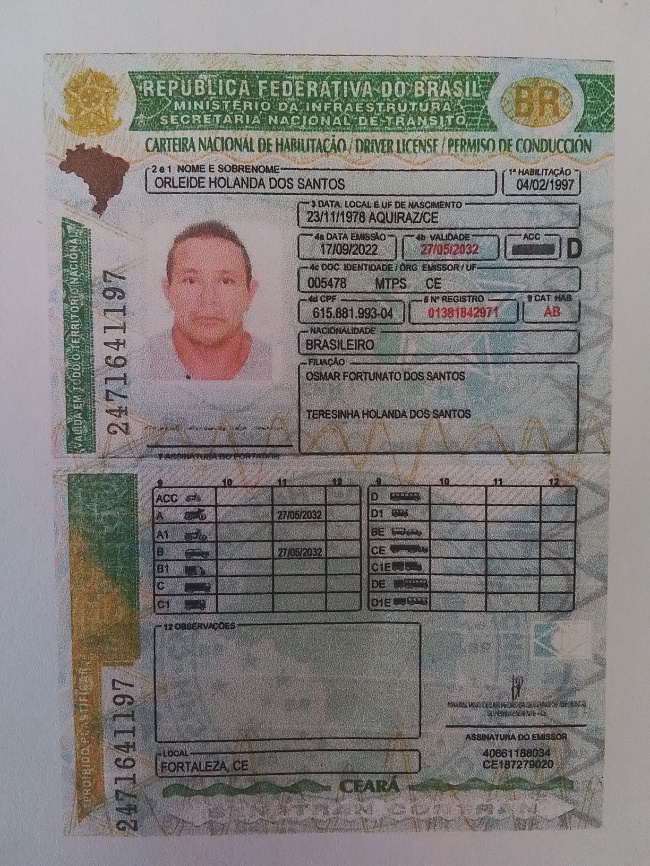 REPÚBLICA FEDERATIVA DO BRASIL
MINISTÉRIO DA INFRAESTRUTURA
SECRETARIA NACIONAL DE TRÂNSITO
BR
CARTEIRA NACIONAL DE HABILITAÇÃO / DRIVER LICENSE / PERMISO DE CONDUCCIÓN
2 e 1 NOME E SOBRENOME
ORLEIDE HOLANDA DOS SANTOS
1ª HABILITAÇÃO
04/02/1997
3 DATA, LOCAL E UF DE NASCIMENTO
23/11/1978 AQUIRAZ/CE
4a DATA EMISSÃO
17/09/2022
4b VALIDADE
27/05/2032
ACC
D
4c DOC. IDENTIDADE / ÓRG. EMISSOR / UF
005478 MTPS CE
4d CPF
615.881.993-04
5 Nº REGISTRO
01381842971
9 CAT. HAB.
AB
NACIONALIDADE
BRASILEIRO
FILIAÇÃO
OSMAR FORTUNATO DOS SANTOS
TERESINHA HOLANDA DOS SANTOS
VÁLIDA EM TODO O TERRITÓRIO NACIONAL
2471641197
7 ASSINATURA DO PORTADOR
9 10 11 12
ACC
A 27/05/2032
A1
B 27/05/2032
B1
C
C1
9 10 11 12
D
D1
BE
CE
C1E
DE
D1E
12 OBSERVAÇÕES
PROIBIDO PLASTIFICAR
2471641197
ASSINATURA DO EMISSOR
40661188034
CE187279020
LOCAL
FORTALEZA, CE
CEARÁ
DENATRAN CONTRAN